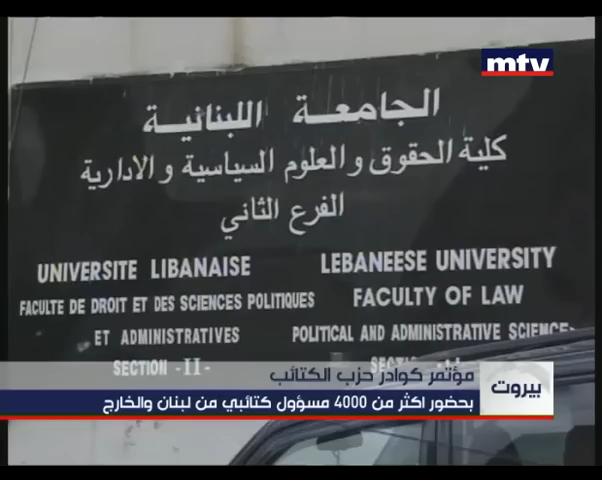 mtv
الجامعة اللبنانية
كلية الحقوق و العلوم السياسية و الادارية
الفرع الثاني
UNIVERSITE LIBANAISE
FACULTE DE DROIT ET DES SCIENCES POLITIQUES
ET ADMINISTRATIVES
SECTION -II-
LEBANEESE UNIVERSITY
FACULTY OF LAW
POLITICAL AND ADMINISTRATIVE SCIENCE
بيروت
مؤتمر كوادر حزب الكتائب
بحضور اكثر من 4000 مسؤول كتائبي من لبنان والخارج